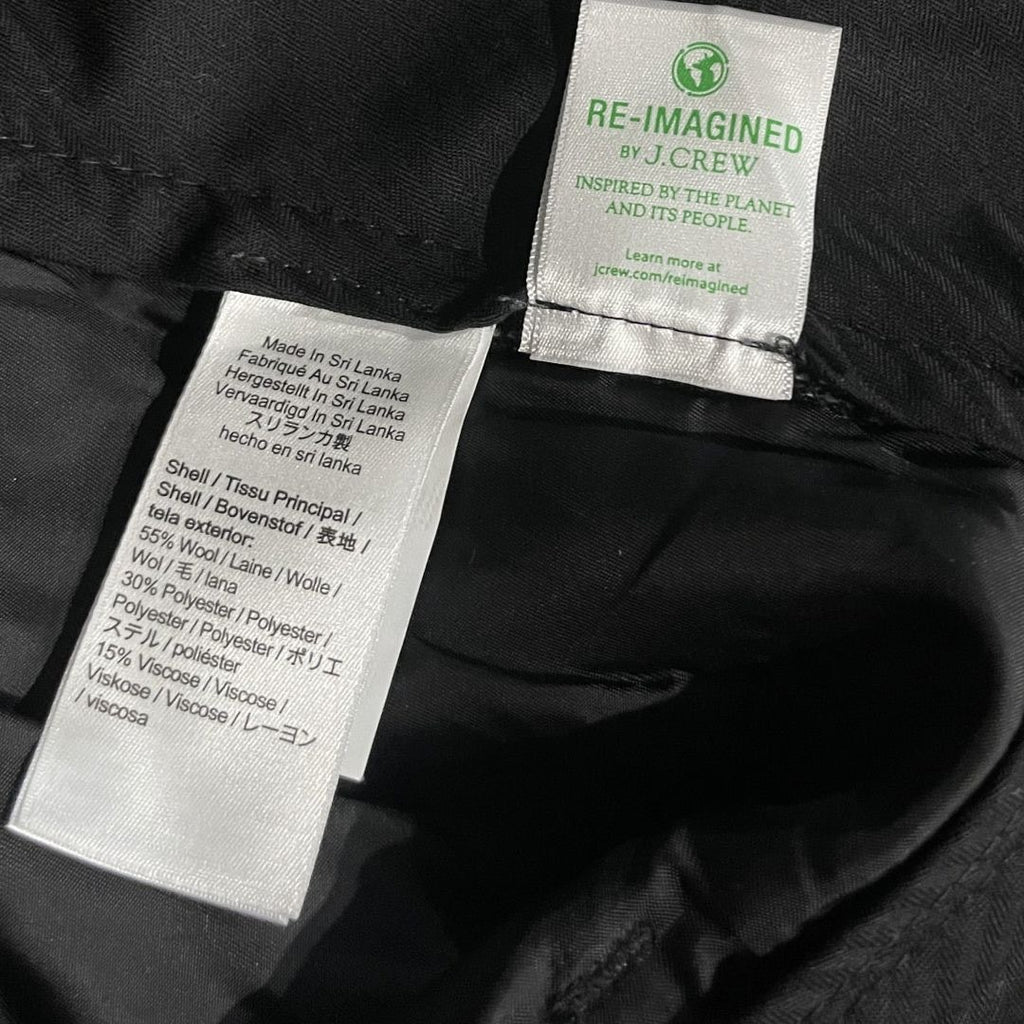 RE-IMAGINED
BY J.CREW
INSPIRED BY THE PLANET
AND ITS PEOPLE.
Learn more at
jcrew.com/reimagined
Made In Sri Lanka
Fabriqué Au Sri Lanka
Hergestellt In Sri Lanka
Vervaardigd In Sri Lanka
スリランカ製
hecho en sri lanka
Shell / Tissu Principal /
Shell / Bovenstof / 表地 /
tela exterior:
55% Wool / Laine / Wolle /
Wol / 毛 / lana
30% Polyester / Polyester /
Polyester / Polyester / ポリエ
ステル / poliéster
15% Viscose / Viscose /
Viskose / Viscose / レーヨン
/ viscosa